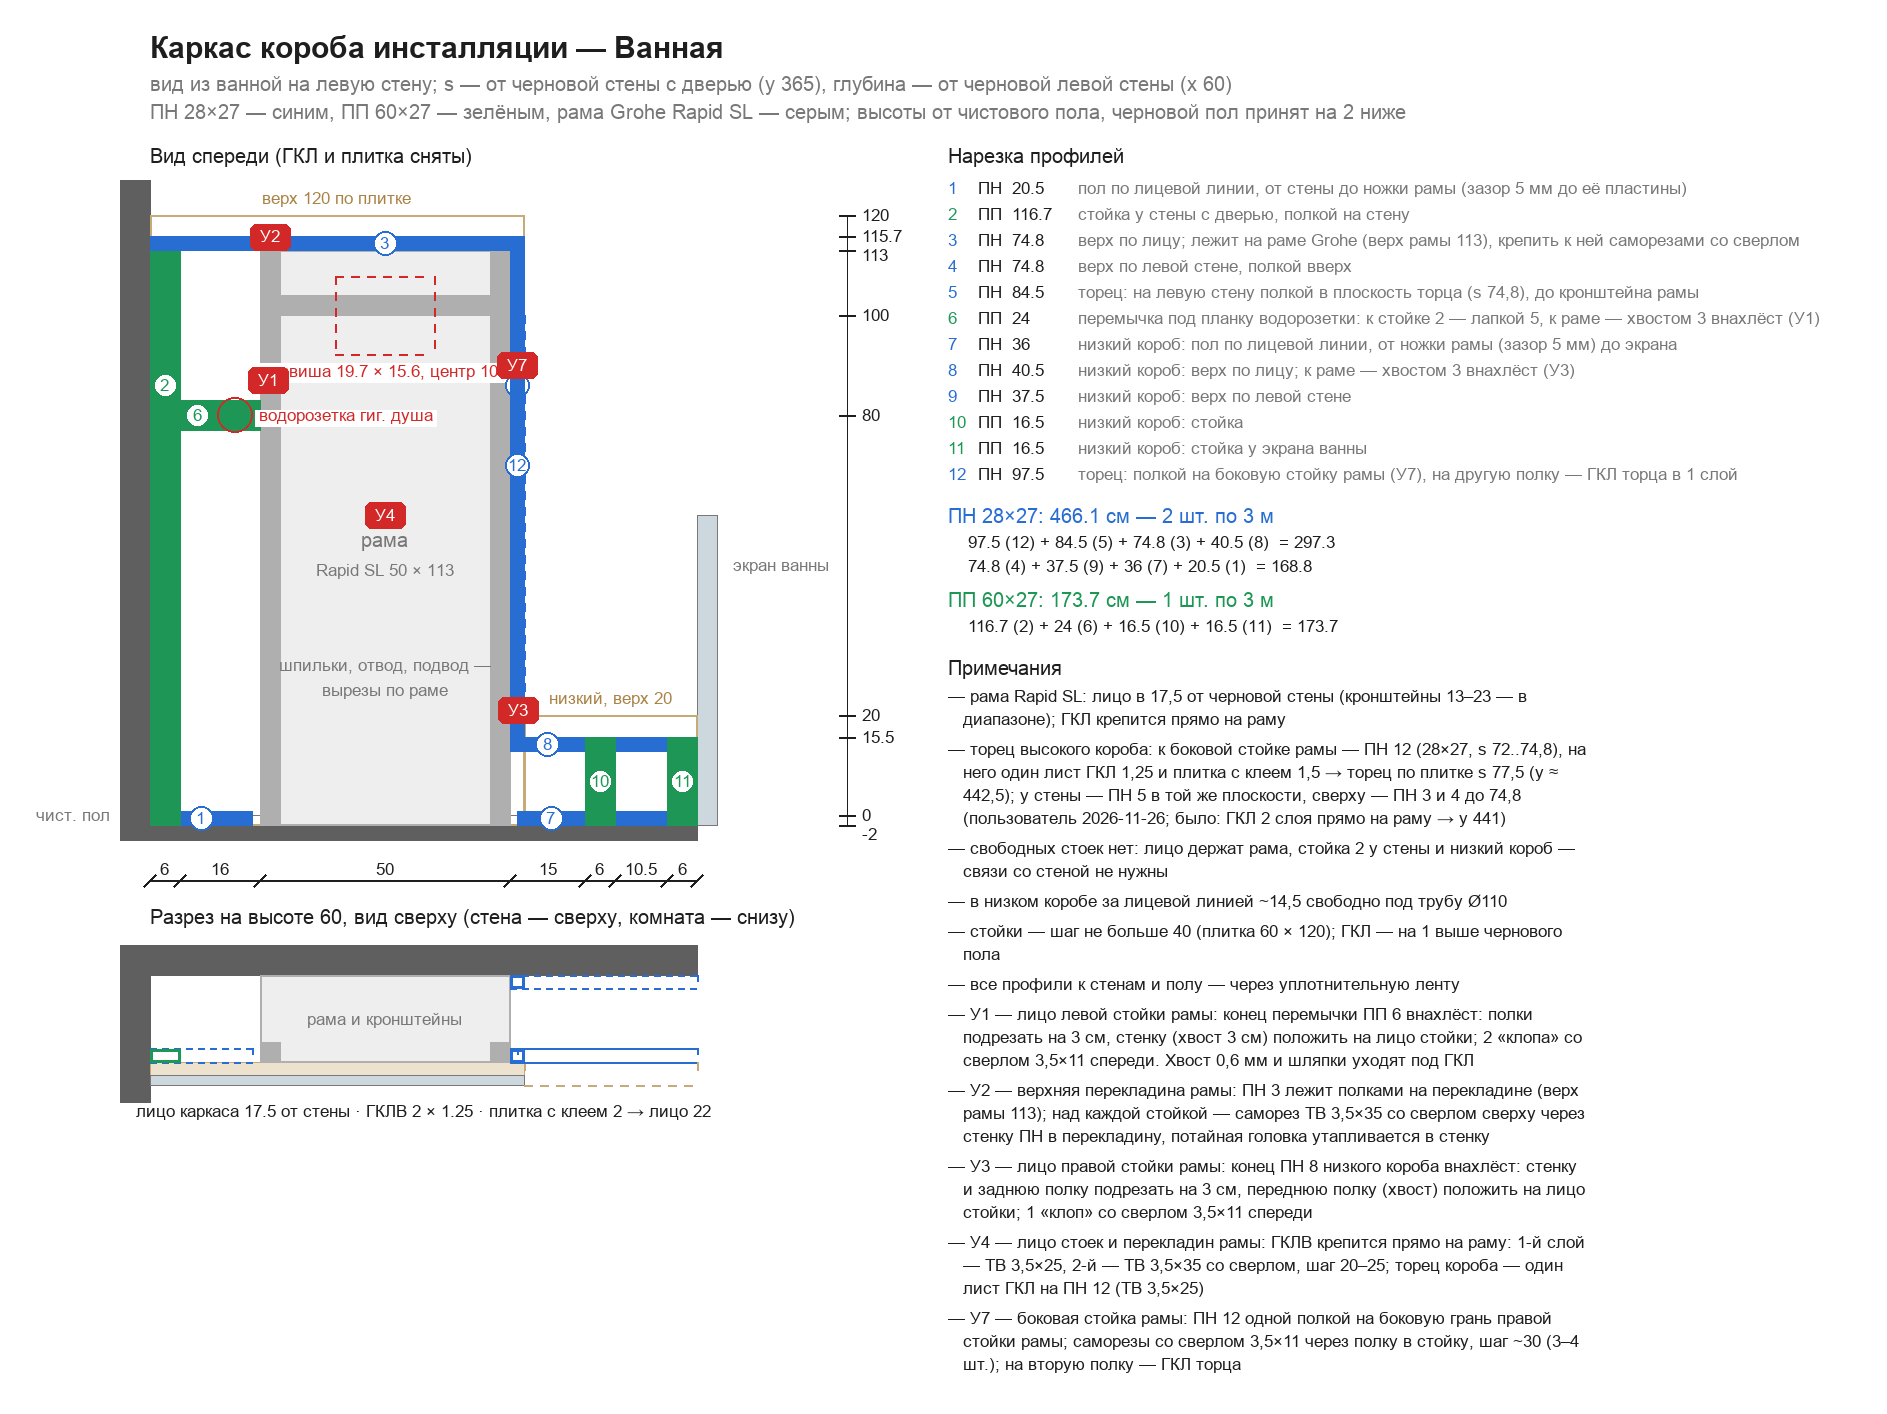 Каркас короба инсталляции — Ванная
вид из ванной на левую стену; s — от черновой стены с дверью (y 365), глубина — от черновой левой стены (x 60)
ПН 28×27 — синим, ПП 60×27 — зелёным, рама Grohe Rapid SL — серым; высоты от чистового пола, черновой пол принят на 2 ниже
Вид спереди (ГКЛ и плитка сняты)
верх 120 по плитке
У2
3
120
115.7
113
100
У7
У1
виша 19.7 × 15.6, центр 10
2
6
водорозетка гиг. душа
80
12
У4
рама
Rapid SL 50 × 113
экран ванны
шпильки, отвод, подвод —
вырезы по раме
низкий, верх 20
У3
20
15.5
8
10
11
чист. пол
1
7
0
-2
6
16
50
15
6
10.5
6
Разрез на высоте 60, вид сверху (стена — сверху, комната — снизу)
рама и кронштейны
лицо каркаса 17.5 от стены · ГКЛВ 2 × 1.25 · плитка с клеем 2 → лицо 22
Нарезка профилей
1 ПН 20.5 пол по лицевой линии, от стены до ножки рамы (зазор 5 мм до её пластины)
2 ПП 116.7 стойка у стены с дверью, полкой на стену
3 ПН 74.8 верх по лицу; лежит на раме Grohe (верх рамы 113), крепить к ней саморезами со сверлом
4 ПН 74.8 верх по левой стене, полкой вверх
5 ПН 84.5 торец: на левую стену полкой в плоскость торца (s 74,8), до кронштейна рамы
6 ПП 24 перемычка под планку водорозетки: к стойке 2 — лапкой 5, к раме — хвостом 3 внахлёст (У1)
7 ПН 36 низкий короб: пол по лицевой линии, от ножки рамы (зазор 5 мм) до экрана
8 ПН 40.5 низкий короб: верх по лицу; к раме — хвостом 3 внахлёст (У3)
9 ПН 37.5 низкий короб: верх по левой стене
10 ПП 16.5 низкий короб: стойка
11 ПП 16.5 низкий короб: стойка у экрана ванны
12 ПН 97.5 торец: полкой на боковую стойку рамы (У7), на другую полку — ГКЛ торца в 1 слой
ПН 28×27: 466.1 см — 2 шт. по 3 м
97.5 (12) + 84.5 (5) + 74.8 (3) + 40.5 (8) = 297.3
74.8 (4) + 37.5 (9) + 36 (7) + 20.5 (1) = 168.8
ПП 60×27: 173.7 см — 1 шт. по 3 м
116.7 (2) + 24 (6) + 16.5 (10) + 16.5 (11) = 173.7
Примечания
— рама Rapid SL: лицо в 17,5 от черновой стены (кронштейны 13–23 — в
диапазоне); ГКЛ крепится прямо на раму
— торец высокого короба: к боковой стойке рамы — ПН 12 (28×27, s 72..74,8), на
него один лист ГКЛ 1,25 и плитка с клеем 1,5 → торец по плитке s 77,5 (y ≈
442,5); у стены — ПН 5 в той же плоскости, сверху — ПН 3 и 4 до 74,8
(пользователь 2026-11-26; было: ГКЛ 2 слоя прямо на раму → y 441)
— свободных стоек нет: лицо держат рама, стойка 2 у стены и низкий короб —
связи со стеной не нужны
— в низком коробе за лицевой линией ~14,5 свободно под трубу Ø110
— стойки — шаг не больше 40 (плитка 60 × 120); ГКЛ — на 1 выше чернового
пола
— все профили к стенам и полу — через уплотнительную ленту
— У1 — лицо левой стойки рамы: конец перемычки ПП 6 внахлёст: полки
подрезать на 3 см, стенку (хвост 3 см) положить на лицо стойки; 2 «клопа» со
сверлом 3,5×11 спереди. Хвост 0,6 мм и шляпки уходят под ГКЛ
— У2 — верхняя перекладина рамы: ПН 3 лежит полками на перекладине (верх
рамы 113); над каждой стойкой — саморез ТВ 3,5×35 со сверлом сверху через
стенку ПН в перекладину, потайная головка утапливается в стенку
— У3 — лицо правой стойки рамы: конец ПН 8 низкого короба внахлёст: стенку
и заднюю полку подрезать на 3 см, переднюю полку (хвост) положить на лицо
стойки; 1 «клоп» со сверлом 3,5×11 спереди
— У4 — лицо стоек и перекладин рамы: ГКЛВ крепится прямо на раму: 1-й слой
— ТВ 3,5×25, 2-й — ТВ 3,5×35 со сверлом, шаг 20–25; торец короба — один
лист ГКЛ на ПН 12 (ТВ 3,5×25)
— У7 — боковая стойка рамы: ПН 12 одной полкой на боковую грань правой
стойки рамы; саморезы со сверлом 3,5×11 через полку в стойку, шаг ~30 (3–4
шт.); на вторую полку — ГКЛ торца